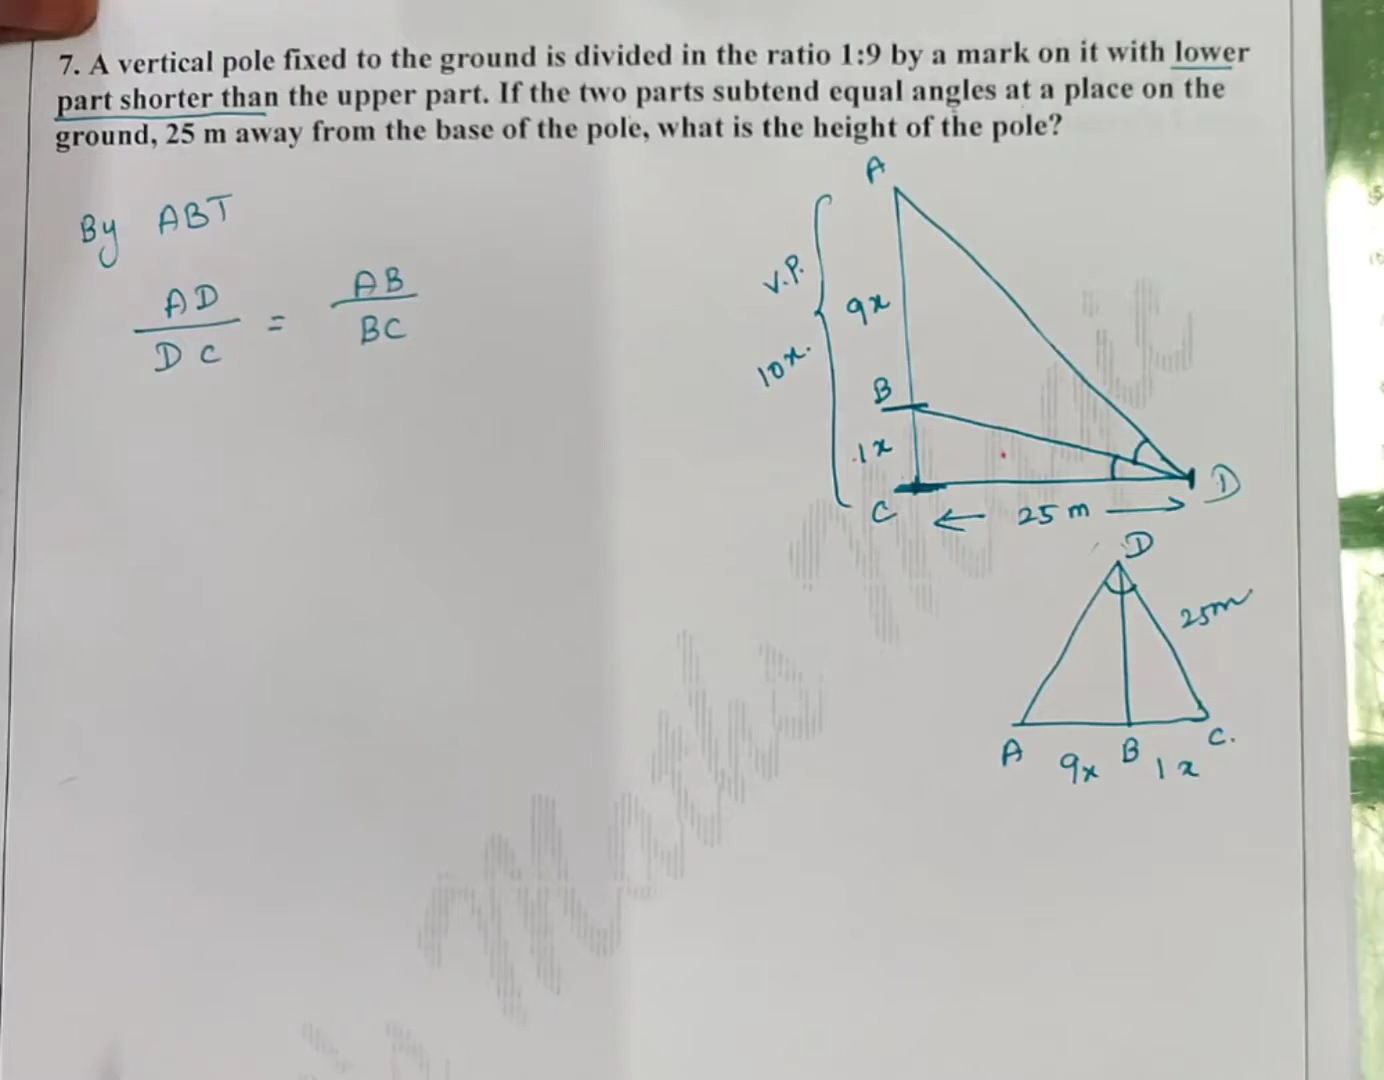 7. A vertical pole fixed to the ground is divided in the ratio 1:9 by a mark on it with lower
part shorter than the upper part. If the two parts subtend equal angles at a place on the
ground, 25 m away from the base of the pole, what is the height of the pole?
By ABT
AD
DC
=
AB
BC
A
V.P.
9x
10x.
B
1x
C
25 m
D
D
25m
A
B
C.
9x
1x
Maths